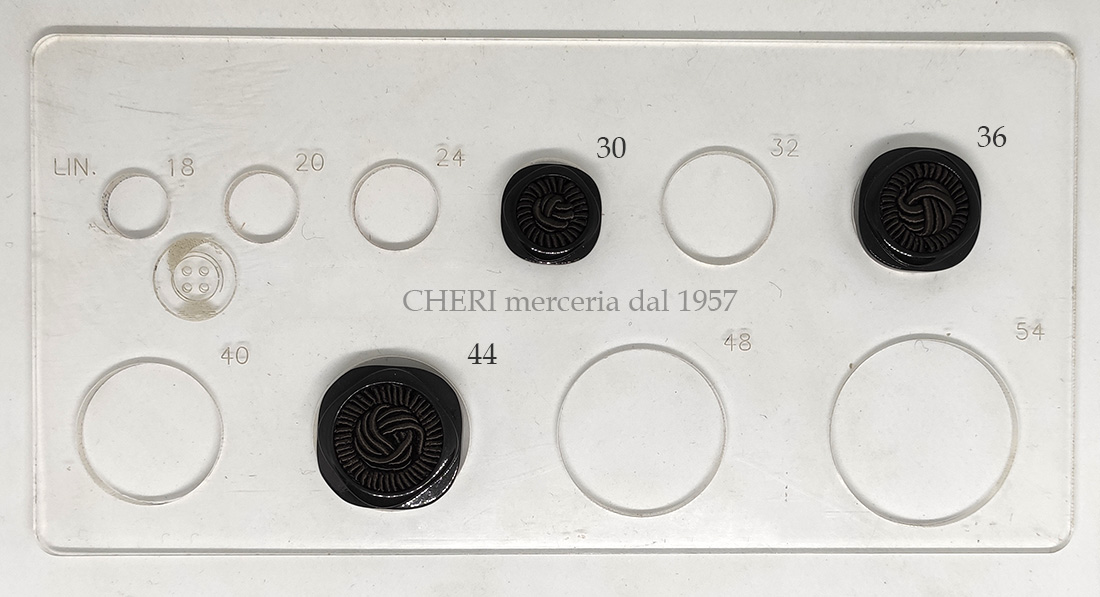 LIN. 18 20 24 30 32 36
CHERI merceria dal 1957
40 44 48 54